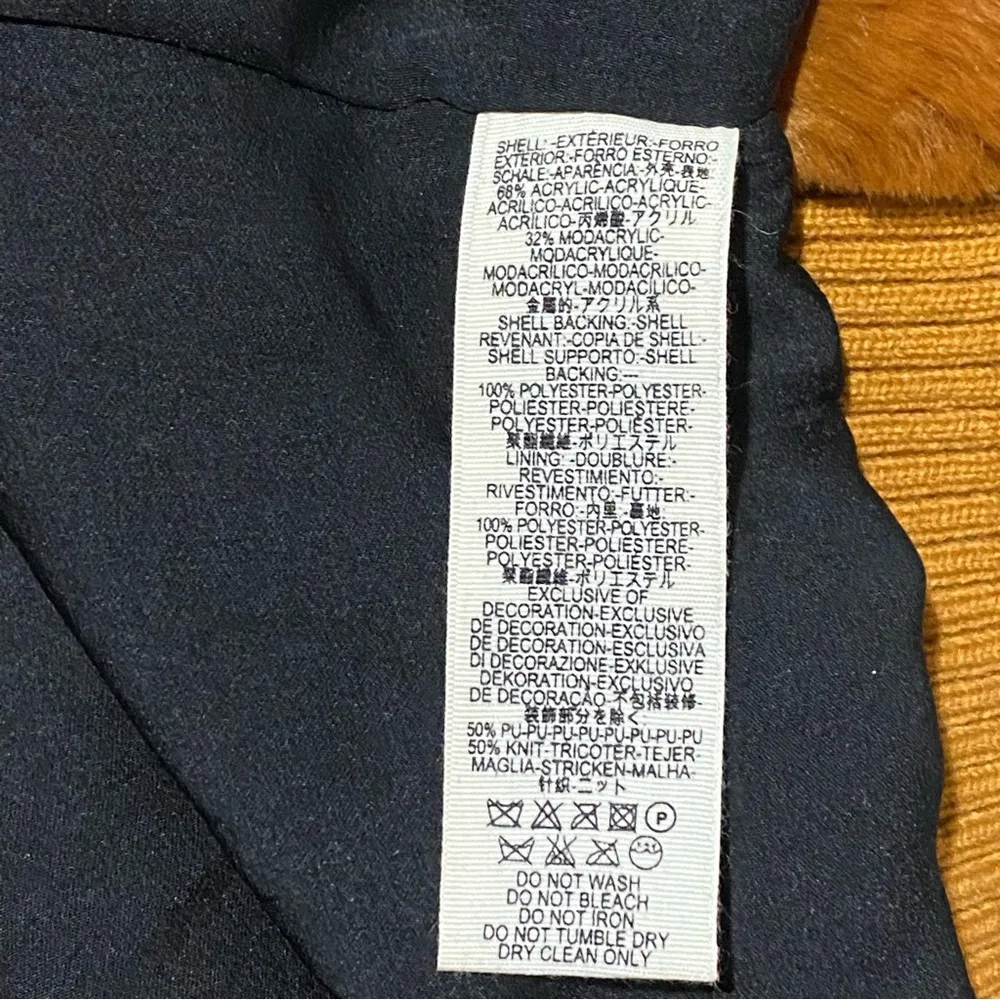 SHELL:-EXTÉRIEUR:-FORRO
EXTERIOR:-FORRO ESTERNO:-
SCHALE:-APARÊNCIA:-外壳:-表地
68% ACRYLIC-ACRYLIQUE-
ACRILICO-ACRILICO-ACRYLIC-
ACRÍLICO-丙烯酸-アクリル
32% MODACRYLIC-
MODACRYLIQUE-
MODACRILICO-MODACRILICO-
MODACRYL-MODACÍLICO-
金属的-アクリル系
SHELL BACKING:-SHELL
REVENANT:-COPIA DE SHELL:-
SHELL SUPPORTO:-SHELL
BACKING:---
100% POLYESTER-POLYESTER-
POLIESTER-POLIESTERE-
POLYESTER-POLIÉSTER-
聚酯纖維-ポリエステル
LINING:-DOUBLURE:-
REVESTIMIENTO:-
RIVESTIMENTO:-FUTTER:-
FORRO:-内里:-裏地:
100% POLYESTER-POLYESTER-
POLIESTER-POLIESTERE-
POLYESTER-POLIÉSTER-
聚酯纖維-ポリエステル
EXCLUSIVE OF
DECORATION-EXCLUSIVE
DE DECORATION-EXCLUSIVO
DE DECORATION-ESCLUSIVA
DI DECORAZIONE-EXKLUSIVE
DEKORATION-EXCLUSIVO
DE DECORAÇÃO-不包括装修-
装飾部分を除く
50% PU-PU-PU-PU-PU-PU-PU-PU
50% KNIT-TRICOTER-TEJER-
MAGLIA-STRICKEN-MALHA-
针织-ニット
P
DO NOT WASH
DO NOT BLEACH
DO NOT IRON
DO NOT TUMBLE DRY
DRY CLEAN ONLY